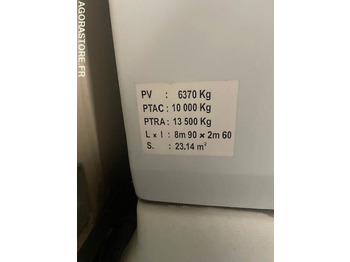 AGORASTORE.FR
PV : 6370 Kg
PTAC : 10 000 Kg
PTRA : 13 500 Kg
L x l : 8m 90 x 2m 60
S. : 23.14 m²